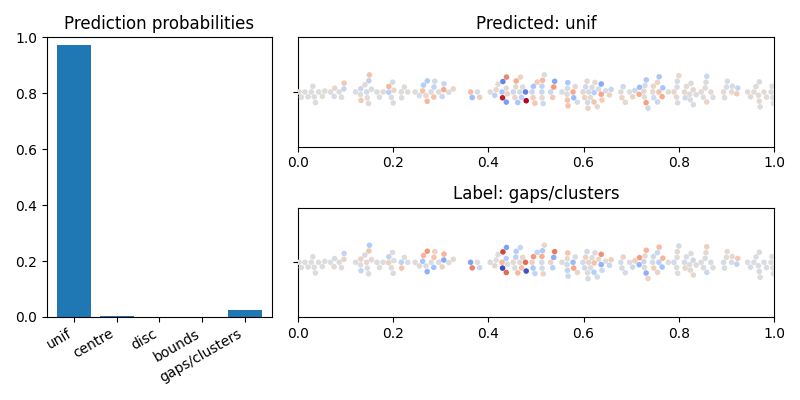 Prediction probabilities
1.0
0.8
0.6
0.4
0.2
0.0
unif
centre
disc
bounds
gaps/clusters
Predicted: unif
0.0 0.2 0.4 0.6 0.8 1.0
Label: gaps/clusters
0.0 0.2 0.4 0.6 0.8 1.0